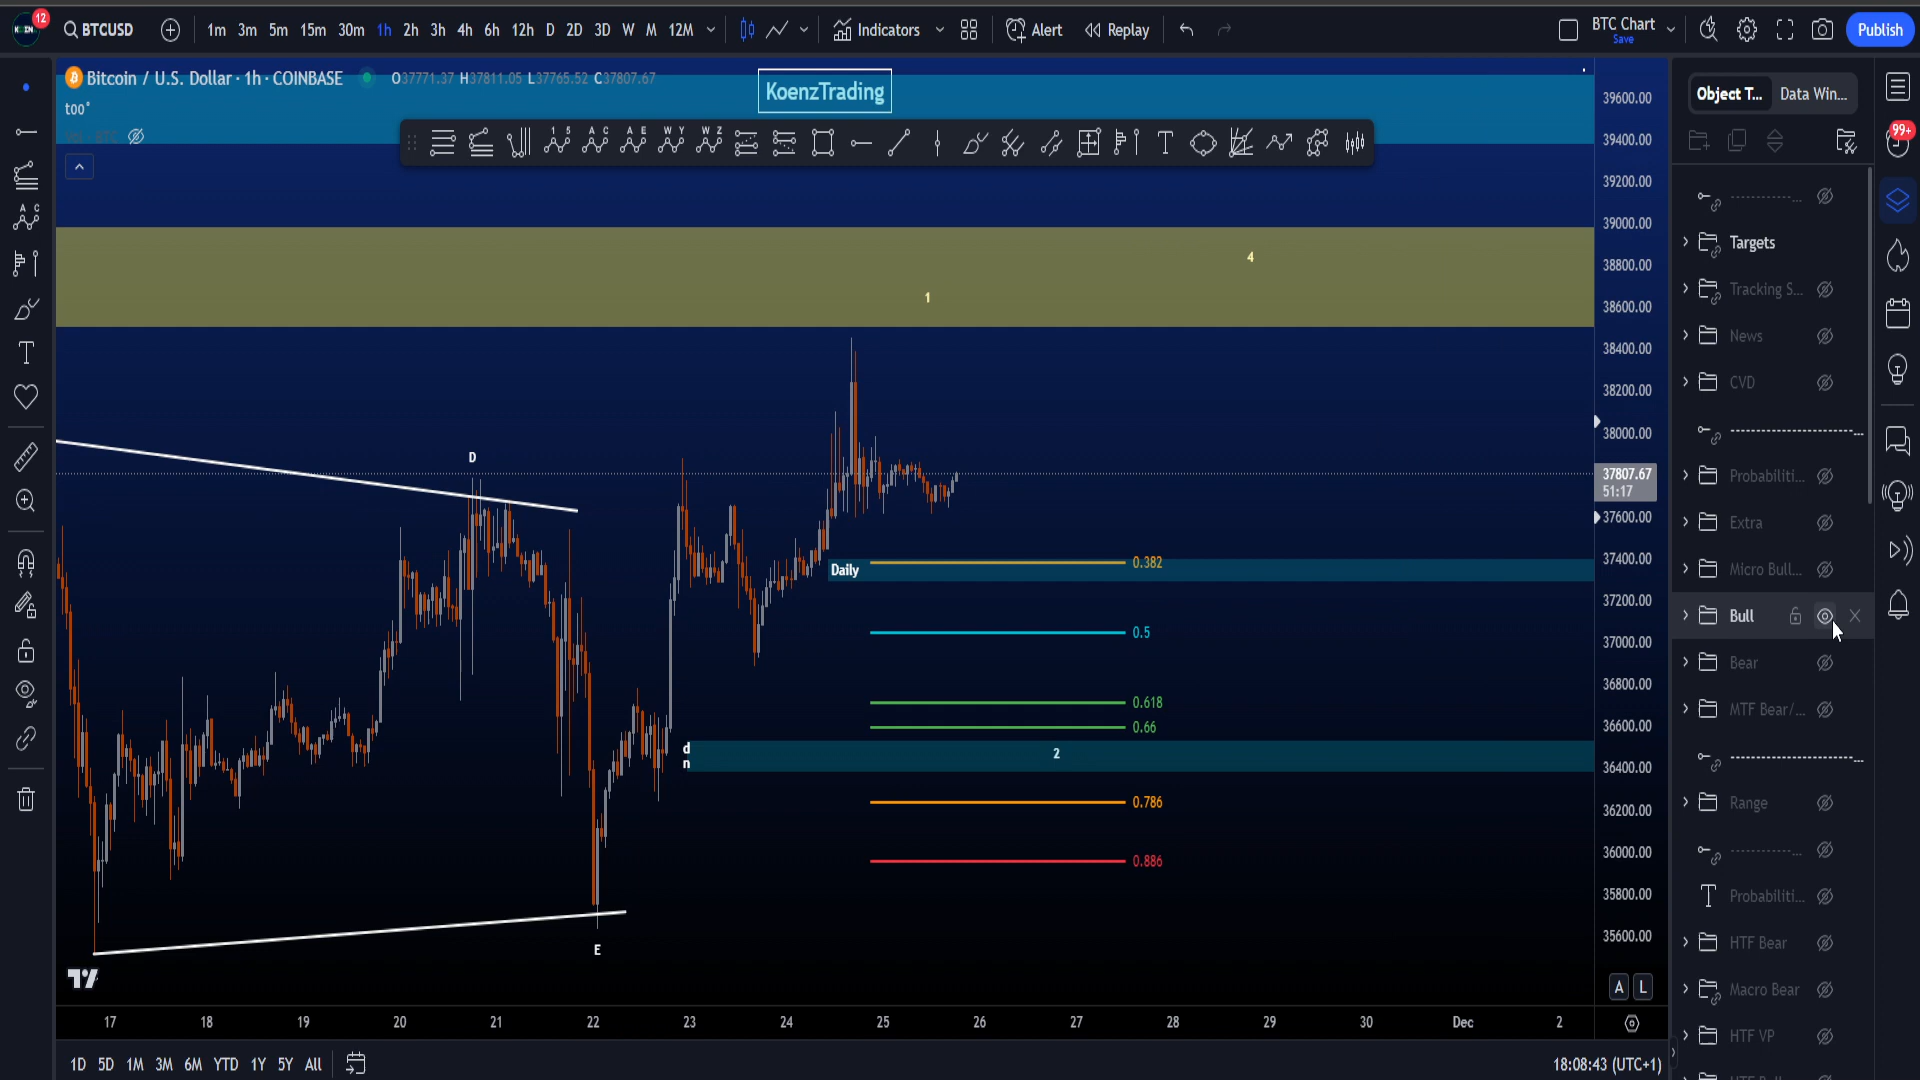 12
BTCUSD
1m 3m 5m 15m 30m 1h 2h 3h 4h 6h 12h D 2D 3D W M 12M
Indicators
Alert
Replay
BTC Chart
Save
Publish
Bitcoin / U.S. Dollar · 1h · COINBASE
O37771.37 H37811.05 L37765.52 C37807.67
too*
KoenzTrading
Object T...
Data Win...
99+
Targets
Tracking S...
News
CVD
Probabiliti...
Extra
Micro Bull...
Bull
Bear
MTF Bear/...
Range
Probabiliti...
HTF Bear
Macro Bear
HTF VP
39600.00
39400.00
39200.00
39000.00
38800.00
38600.00
38400.00
38200.00
38000.00
37807.67
51:17
37600.00
37400.00
37200.00
37000.00
36800.00
36600.00
36400.00
36200.00
36000.00
35800.00
35600.00
4
1
D
Daily
0.382
0.5
0.618
0.66
d
n
2
0.786
0.886
E
A L
17 18 19 20 21 22 23 24 25 26 27 28 29 30 Dec 2
1D 5D 1M 3M 6M YTD 1Y 5Y All
18:08:43 (UTC+1)